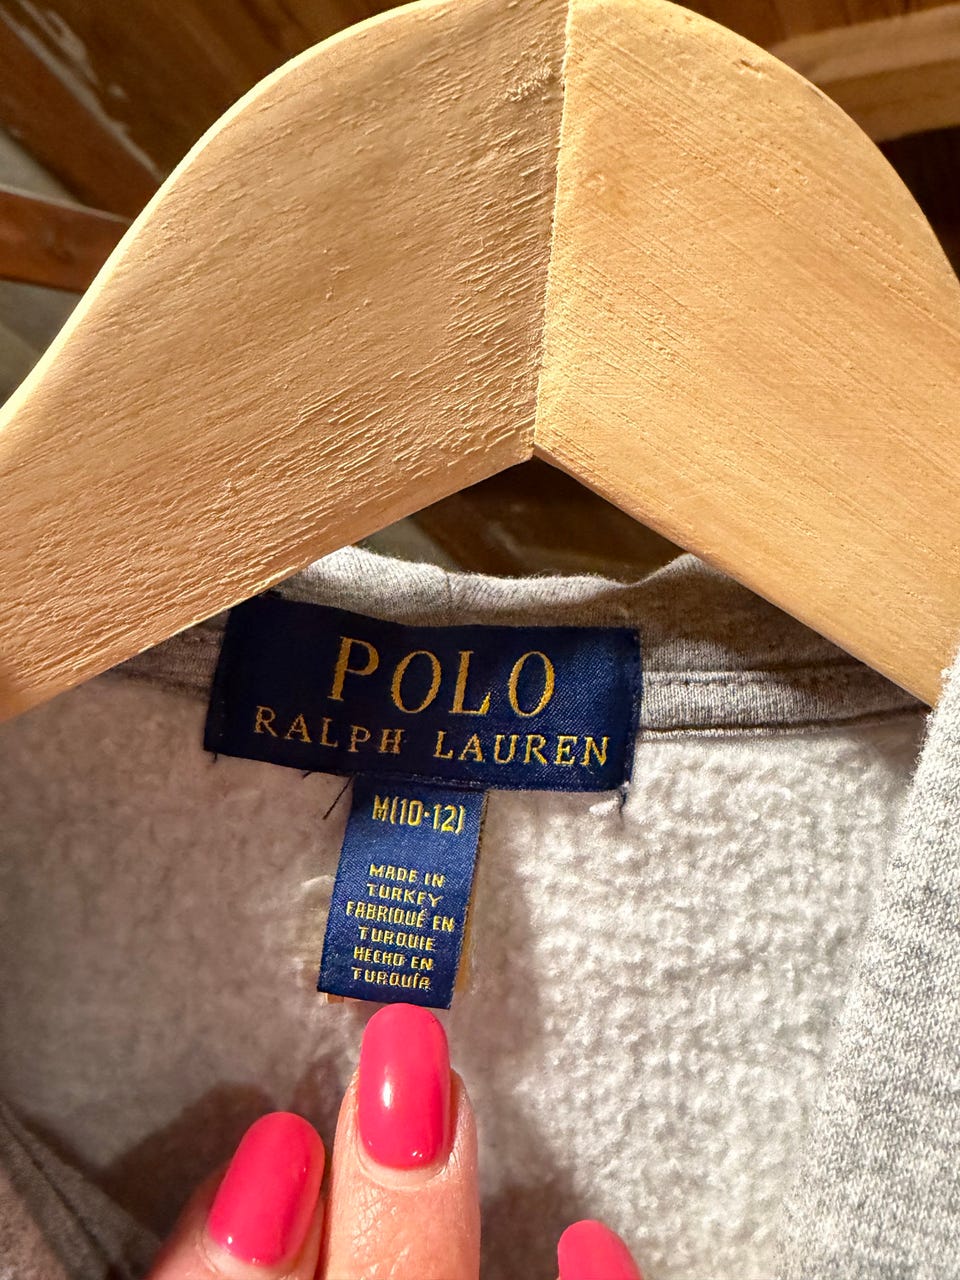 POLO
RALPH LAUREN
M(10-12)
MADE IN
TURKEY
FABRIQUÉ EN
TURQUIE
HECHO EN
TURQUÍA